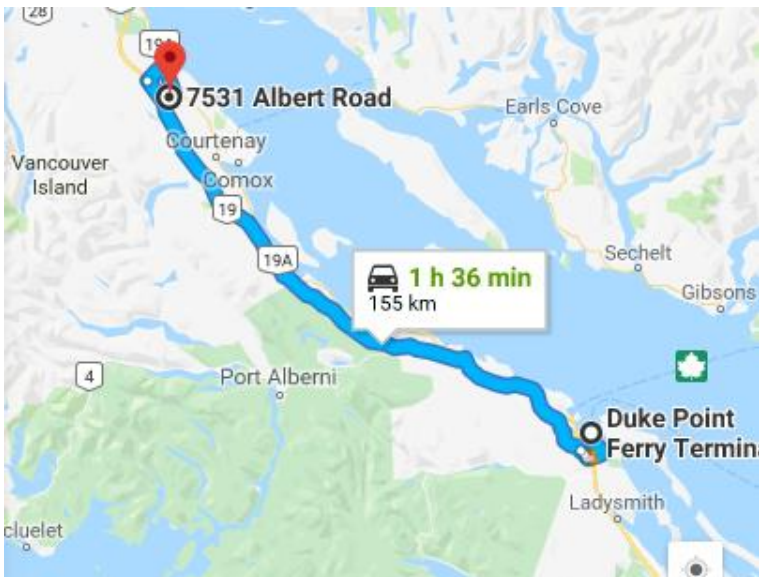 28
19A
7531 Albert Road
Earls Cove
Courtenay
Vancouver
Island
Comox
19
19A
1 h 36 min
155 km
Sechelt
Gibsons
4
Port Alberni
Duke Point
Ferry Termina
Ladysmith
cluelet